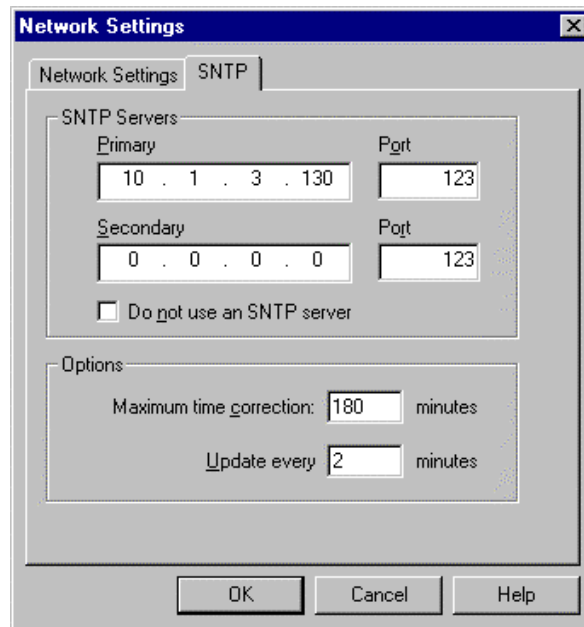 Network Settings
Network Settings SNTP
SNTP Servers
Primary Port
10 . 1 . 3 . 130 123
Secondary Port
0 . 0 . 0 . 0 123
Do not use an SNTP server
Options
Maximum time correction: 180 minutes
Update every 2 minutes
OK Cancel Help